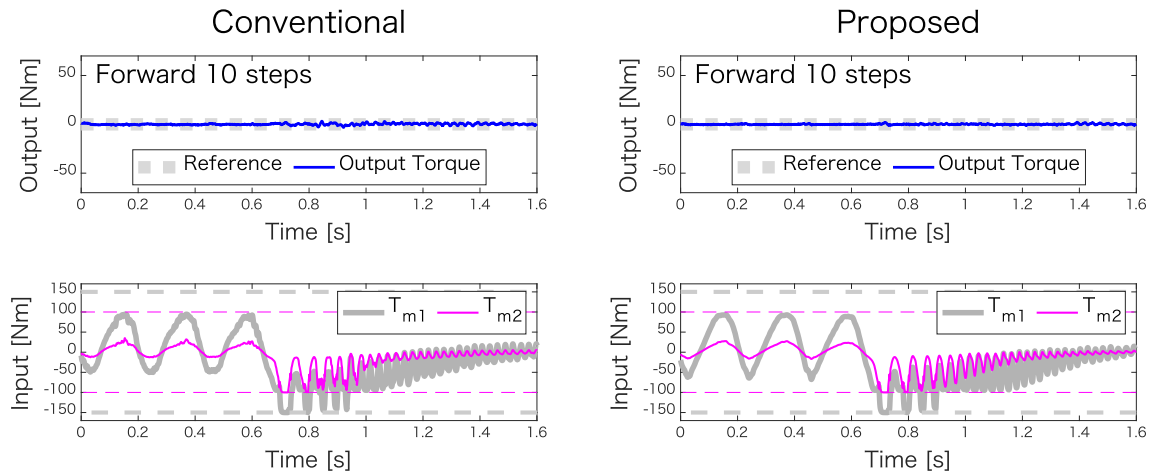 Conventional
Proposed
Output [Nm]
50
0
-50
Forward 10 steps
Reference
Output Torque
0
0.2
0.4
0.6
0.8
1
1.2
1.4
1.6
Time [s]
Output [Nm]
50
0
-50
Forward 10 steps
Reference
Output Torque
0
0.2
0.4
0.6
0.8
1
1.2
1.4
1.6
Time [s]
Input [Nm]
150
100
50
0
-50
-100
-150
T m1
T m2
0
0.2
0.4
0.6
0.8
1
1.2
1.4
1.6
Time [s]
Input [Nm]
150
100
50
0
-50
-100
-150
T m1
T m2
0
0.2
0.4
0.6
0.8
1
1.2
1.4
1.6
Time [s]